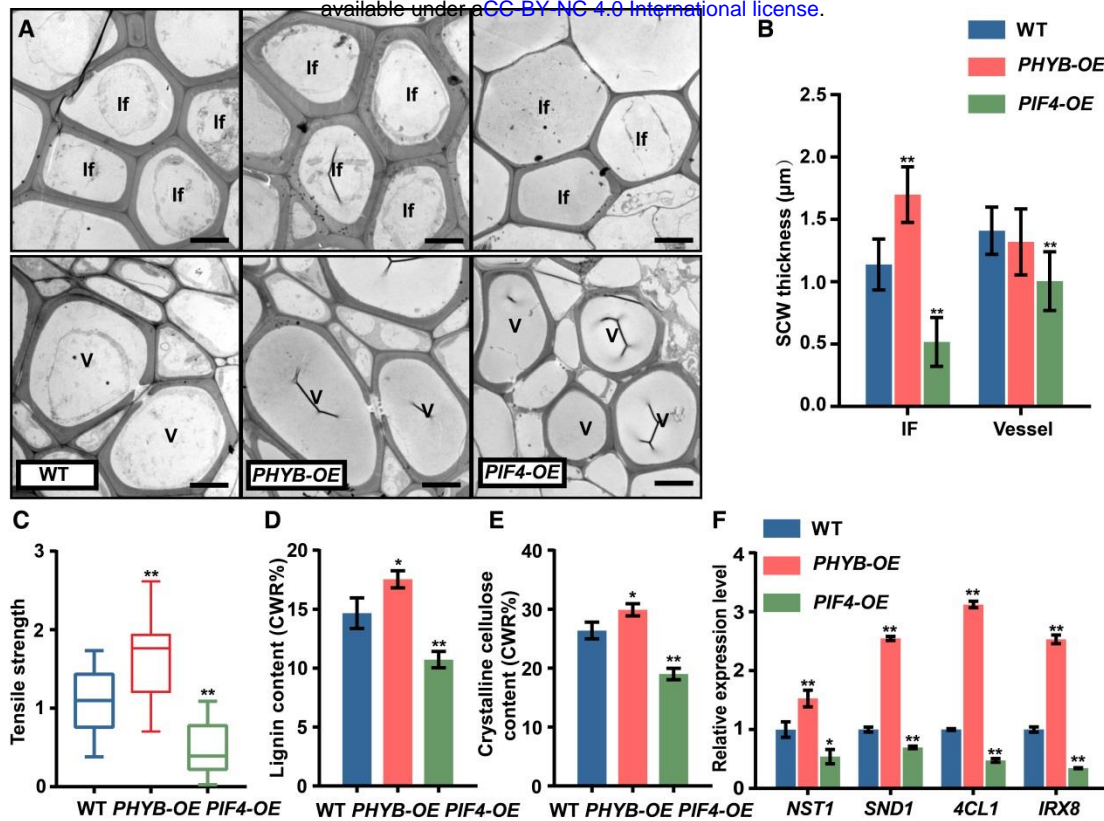 available under aCC-BY-NC 4.0 International license.
A
If
If
If
If
If
If
If
If
If
If
If
V
V
WT
V
V
PHYB-OE
V
V
V
V
PIF4-OE
B
WT
PHYB-OE
PIF4-OE
SCW thickness (μm)
2.5
2.0
1.5
1.0
0.5
0.0
**
**
**
IF
Vessel
C
Tensile strength
3
2
1
0
**
**
WT PHYB-OE PIF4-OE
D
Lignin content (CWR%)
20
15
10
5
0
*
**
WT PHYB-OE PIF4-OE
E
Crystalline cellulose
content (CWR%)
40
30
20
10
0
*
**
WT PHYB-OE PIF4-OE
F
WT
PHYB-OE
PIF4-OE
Relative expression level
4
3
2
1
0
**
*
**
**
**
**
**
**
NST1 SND1 4CL1 IRX8